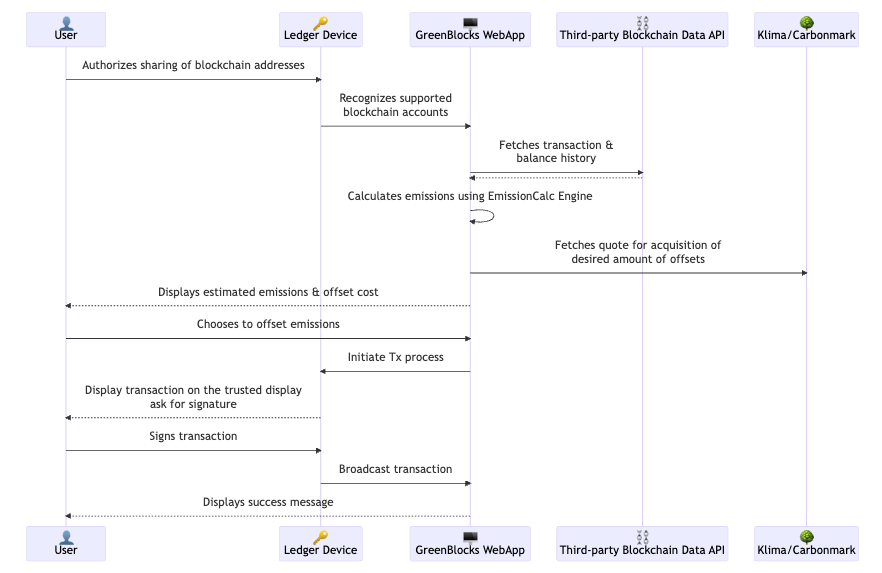 User
Ledger Device
GreenBlocks WebApp
Third-party Blockchain Data API
Klima/Carbonmark
Authorizes sharing of blockchain addresses
Recognizes supported
blockchain accounts
Fetches transaction &
balance history
Calculates emissions using EmissionCalc Engine
Fetches quote for acquisition of
desired amount of offsets
Displays estimated emissions & offset cost
Chooses to offset emissions
Initiate Tx process
Display transaction on the trusted display
ask for signature
Signs transaction
Broadcast transaction
Displays success message
User
Ledger Device
GreenBlocks WebApp
Third-party Blockchain Data API
Klima/Carbonmark